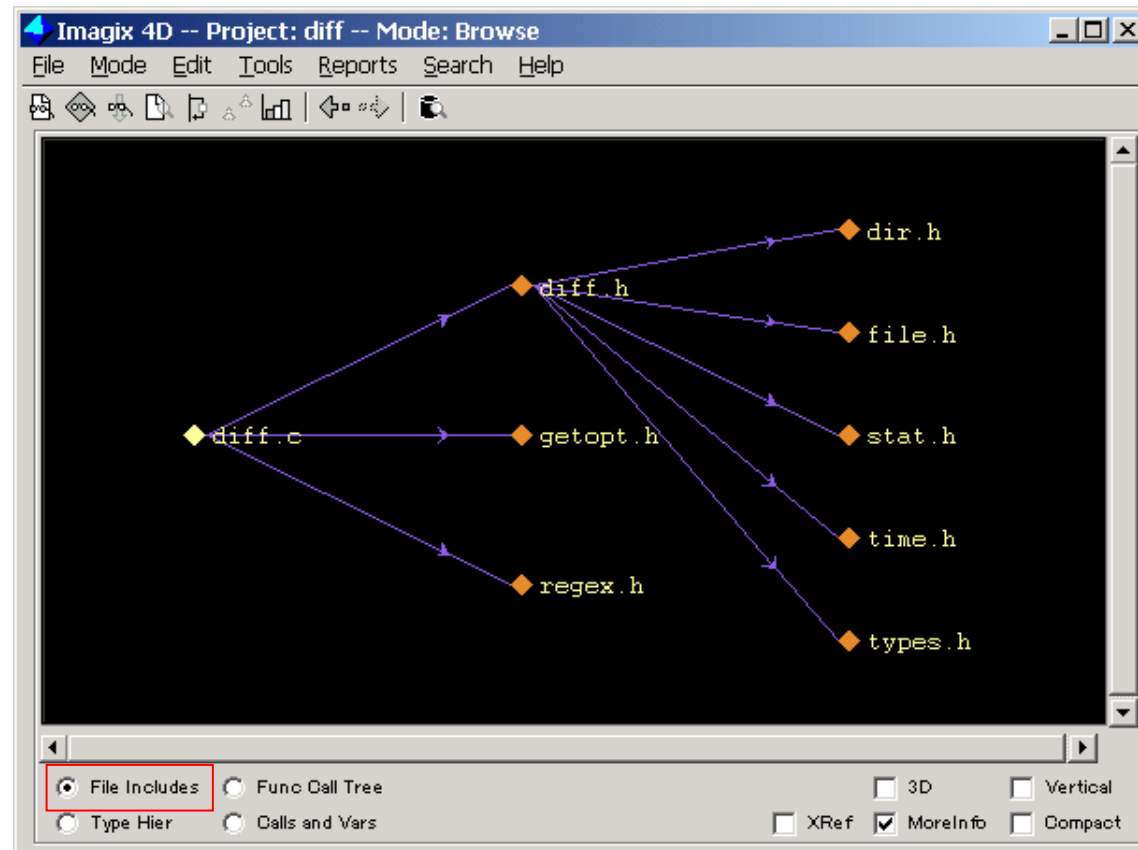 Imagix 4D -- Project: diff -- Mode: Browse
File Mode Edit Tools Reports Search Help
dir.h
diff.h
file.h
diff.c
getopt.h
stat.h
time.h
regex.h
types.h
File Includes Func Call Tree 3D Vertical
Type Hier Calls and Vars XRef MoreInfo Compact